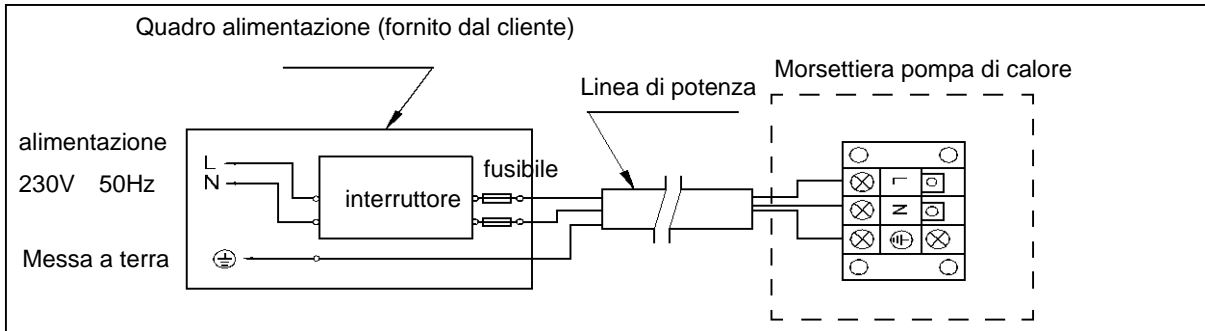 Quadro alimentazione (fornito dal cliente)
Morsettiera pompa di calore
Linea di potenza
alimentazione
230V 50Hz
L
N
fusibile
interruttore
L
N
Messa a terra